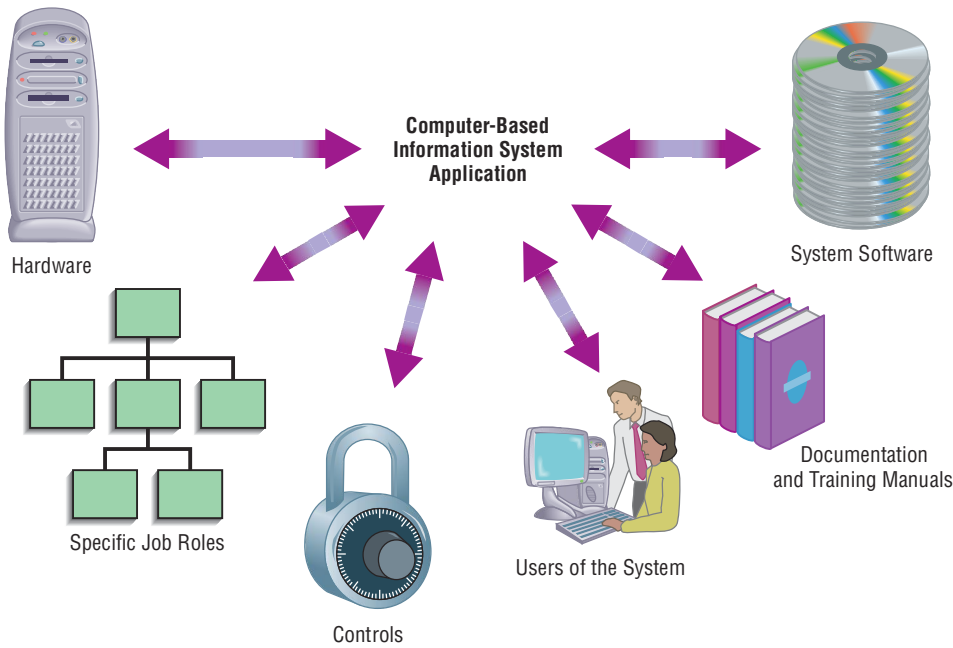 Computer-Based
Information System
Application
Hardware
System Software
Specific Job Roles
Controls
Users of the System
Documentation
and Training Manuals